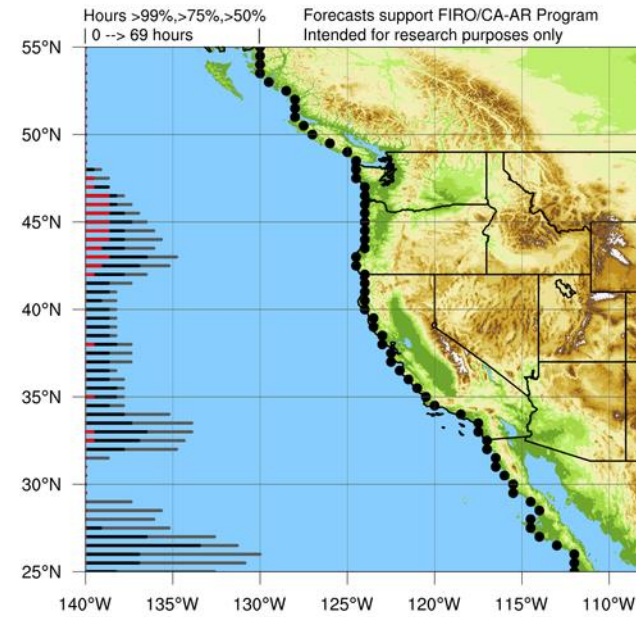 Hours >99%,>75%,>50%
| 0 --> 69 hours |
Forecasts support FIRO/CA-AR Program
Intended for research purposes only
55°N
50°N
45°N
40°N
35°N
30°N
25°N
140°W 135°W 130°W 125°W 120°W 115°W 110°W